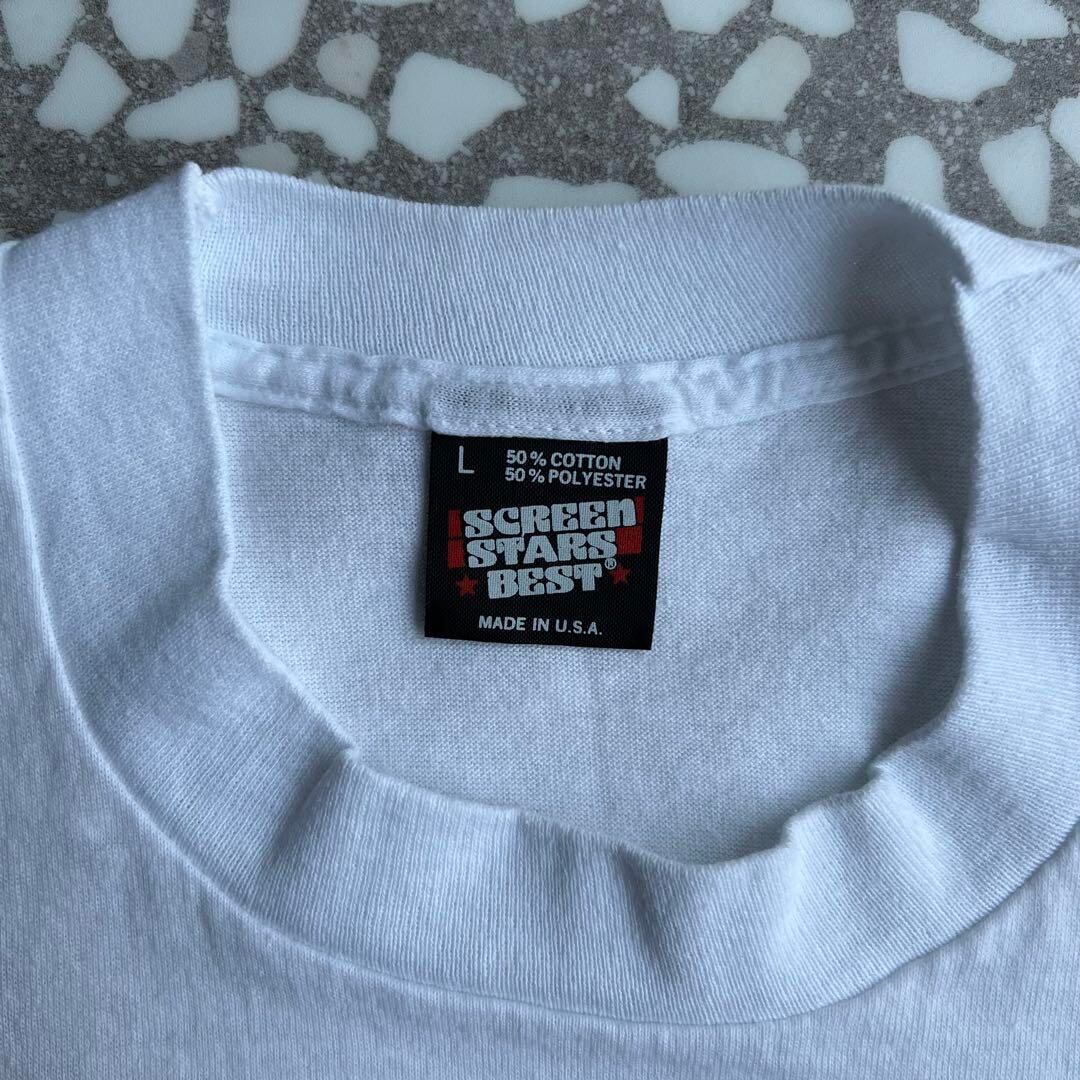 L 50% COTTON
50% POLYESTER
SCREEN
STARS
BEST®
MADE IN U.S.A.